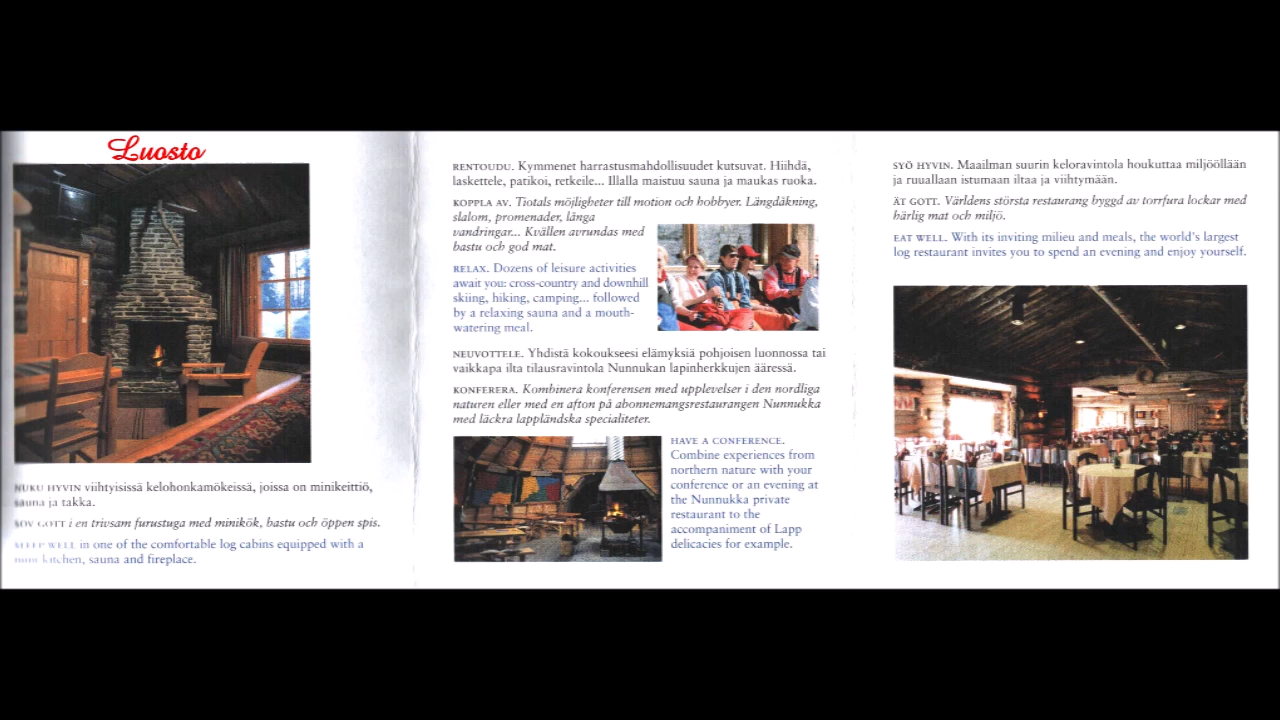 Luosto
NUKU HYVIN viihtyisissä kelohonkamökeissä, joissa on minikeittiö,
sauna ja takka.
SOV GOTT i en trivsam furustuga med minikök, bastu och öppen spis.
SLEEP WELL in one of the comfortable log cabins equipped with a
mini kitchen, sauna and fireplace.
RENTOUDU. Kymmenet harrastusmahdollisuudet kutsuvat. Hiihdä,
laskettele, patikoi, retkeile... Illalla maistuu sauna ja maukas ruoka.
KOPPLA AV. Tiotals möjligheter till motion och hobbyer. Längdåkning,
slalom, promenader, långa
vandringar... Kvällen avrundas med
bastu och god mat.
RELAX. Dozens of leisure activities
await you: cross-country and downhill
skiing, hiking, camping... followed
by a relaxing sauna and a mouth-
watering meal.
NEUVOTTELE. Yhdistä kokoukseesi elämyksiä pohjoisen luonnossa tai
vaikkapa ilta tilausravintola Nunnukan lapinherkkujen ääressä.
KONFERERA. Kombinera konferensen med upplevelser i den nordliga
naturen eller med en afton på abonnemangsrestaurangen Nunnukka
med läckra lappländska specialiteter.
HAVE A CONFERENCE.
Combine experiences from
northern nature with your
conference or an evening at
the Nunnukka private
restaurant to the
accompaniment of Lapp
delicacies for example.
SYÖ HYVIN. Maailman suurin keloravintola houkuttaa miljööllään
ja ruuallaan istumaan iltaa ja viihtymään.
ÄT GOTT. Världens största restaurang byggd av torrfura lockar med
härlig mat och miljö.
EAT WELL. With its inviting milieu and meals, the world's largest
log restaurant invites you to spend an evening and enjoy yourself.